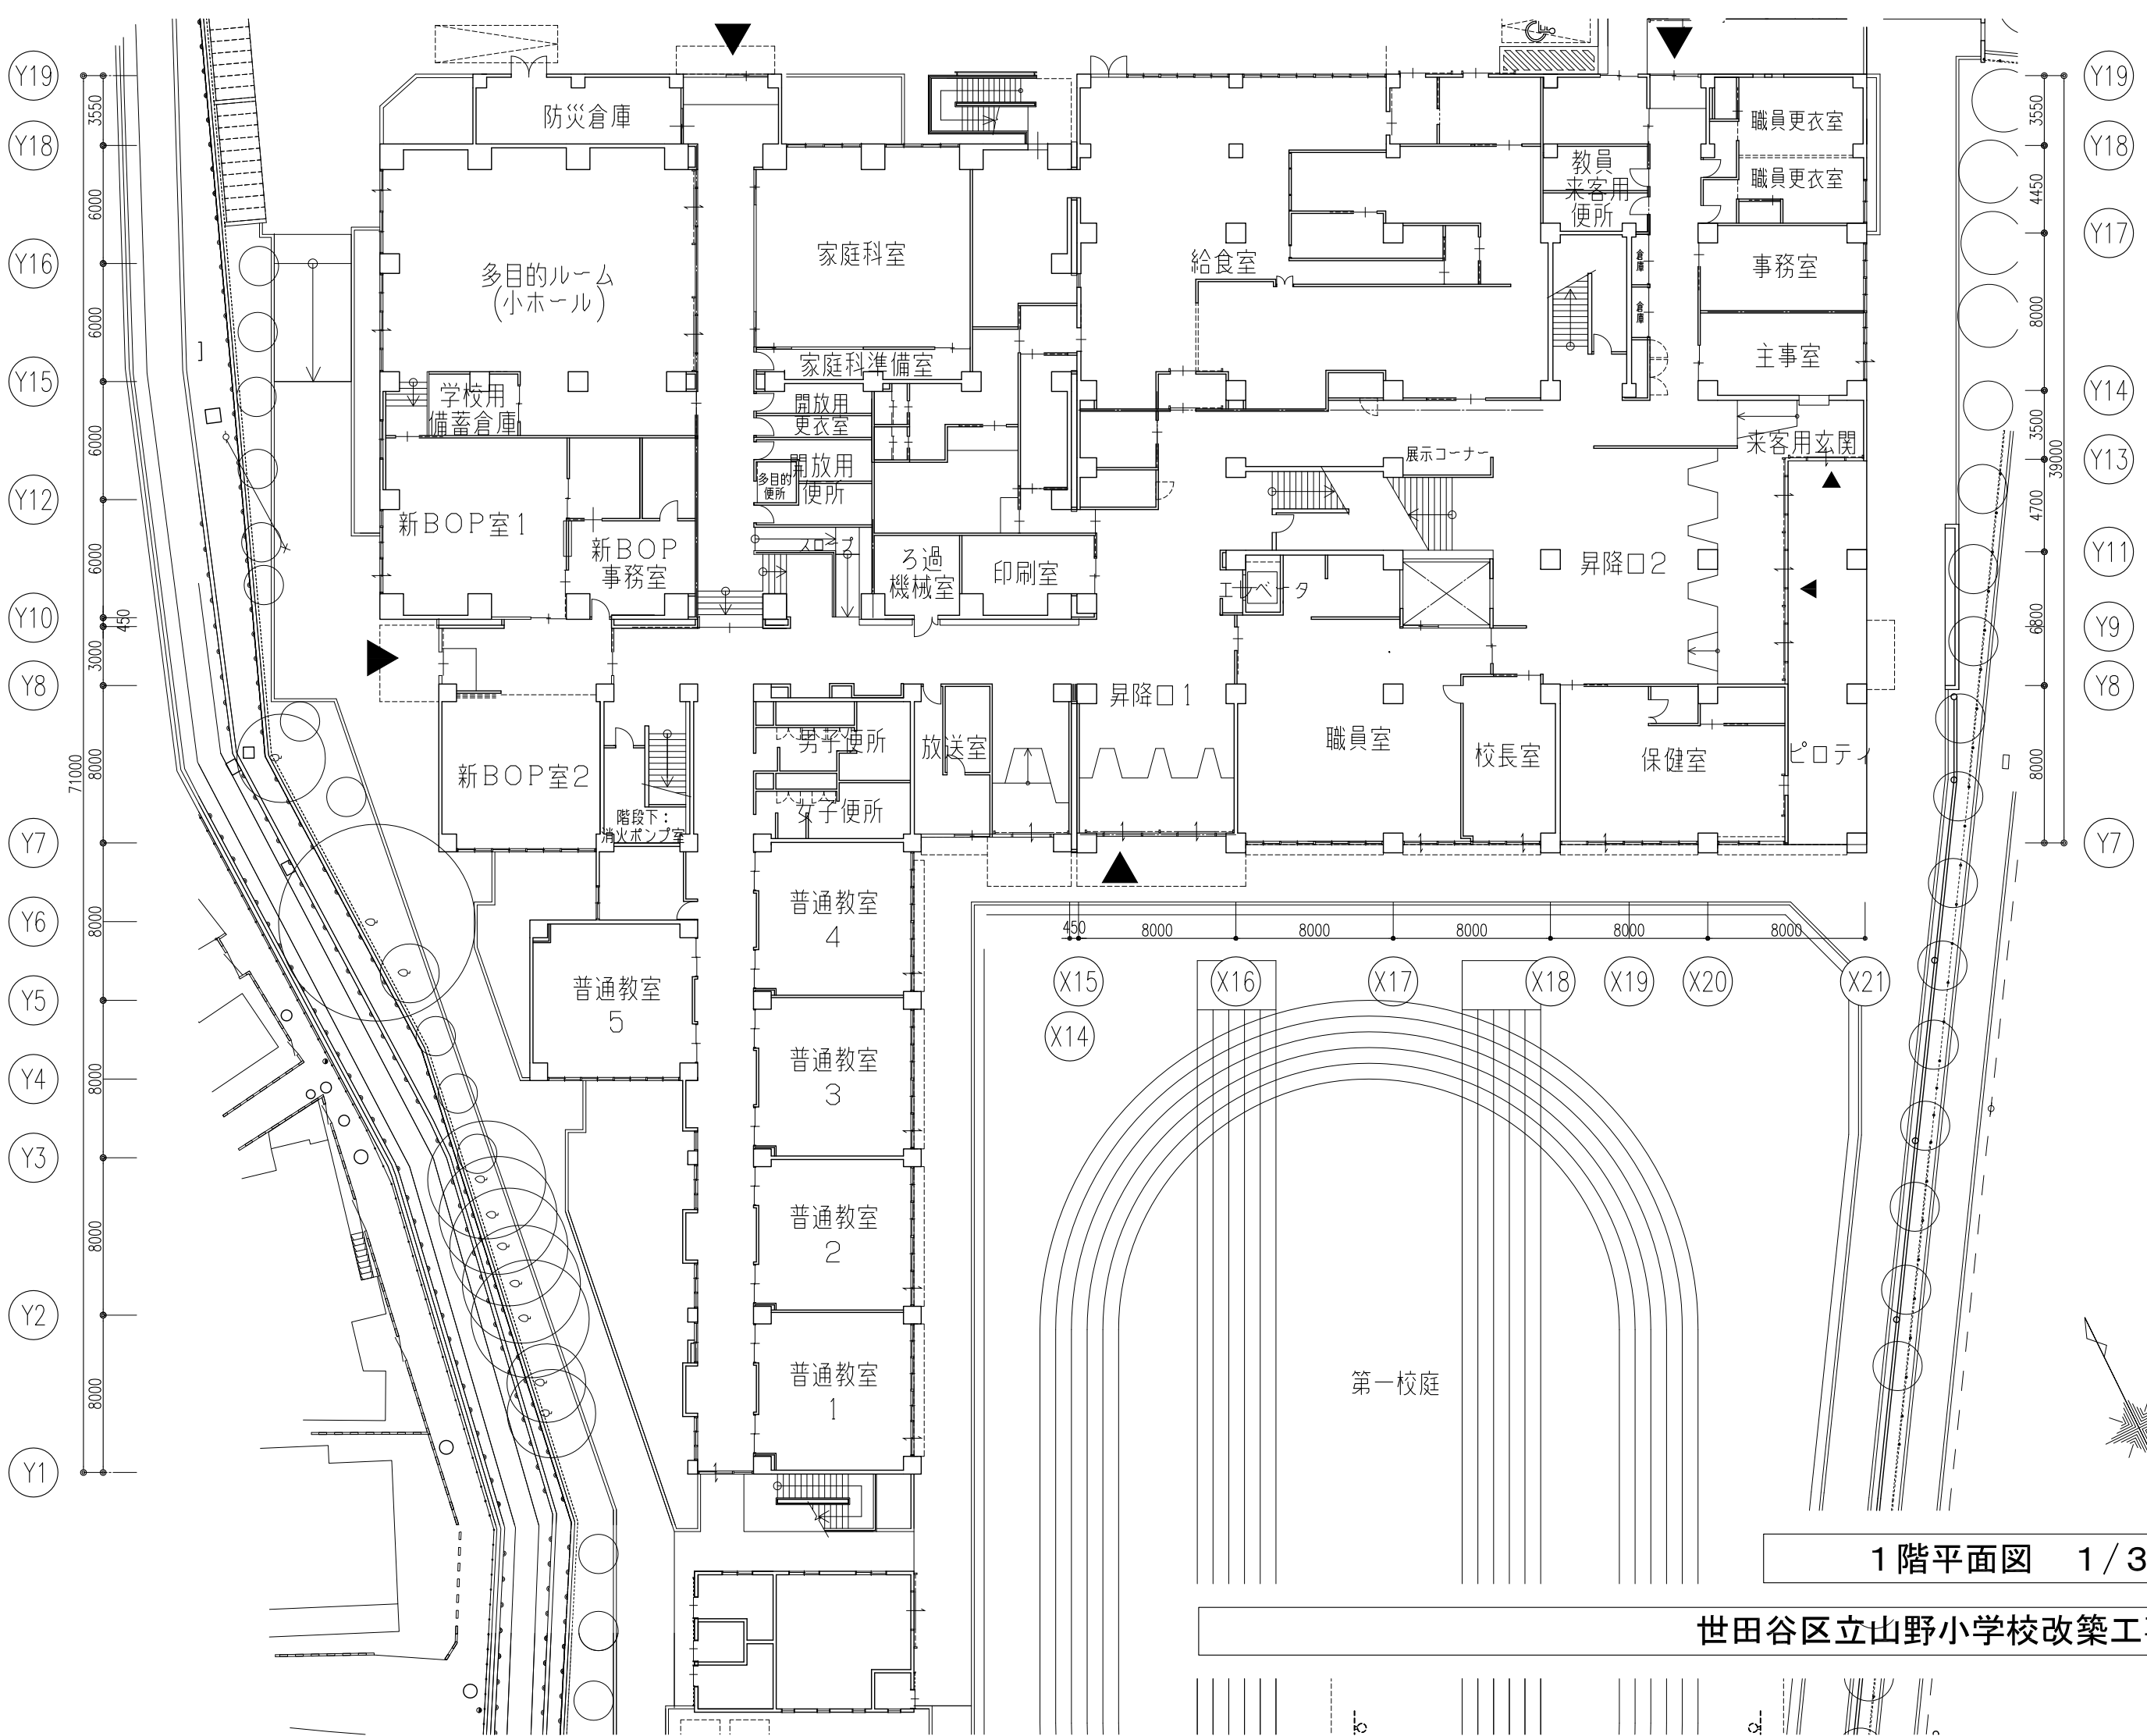 Y19
Y18
Y16
Y15
Y12
Y10
Y8
Y7
Y6
Y5
Y4
Y3
Y2
Y1
3550
6000
6000
6000
6000
450
3000
8000
8000
8000
8000
8000
8000
71000
防災倉庫
多目的ルーム
(小ホール)
学校用
備蓄倉庫
新BOP室1
新BOP
事務室
家庭科室
家庭科準備室
開放用
更衣室
開放用
便所
多目的
便所
スロープ
ろ過
機械室
印刷室
給食室
教員
来客用
便所
倉庫
倉庫
職員更衣室
職員更衣室
事務室
主事室
来客用玄関
展示コーナー
エレベータ
昇降口2
新BOP室2
階段下:
消火ポンプ室
男子便所
女子便所
放送室
昇降口1
職員室
校長室
保健室
ピロティ
普通教室
4
普通教室
5
普通教室
3
普通教室
2
普通教室
1
450
8000
8000
8000
8000
8000
X15
X16
X17
X18
X19
X20
X21
X14
第一校庭
Y19
Y18
Y17
Y14
Y13
Y11
Y9
Y8
Y7
3550
4450
8000
3500
4700
6800
8000
39000
1階平面図 1/3
世田谷区立山野小学校改築工